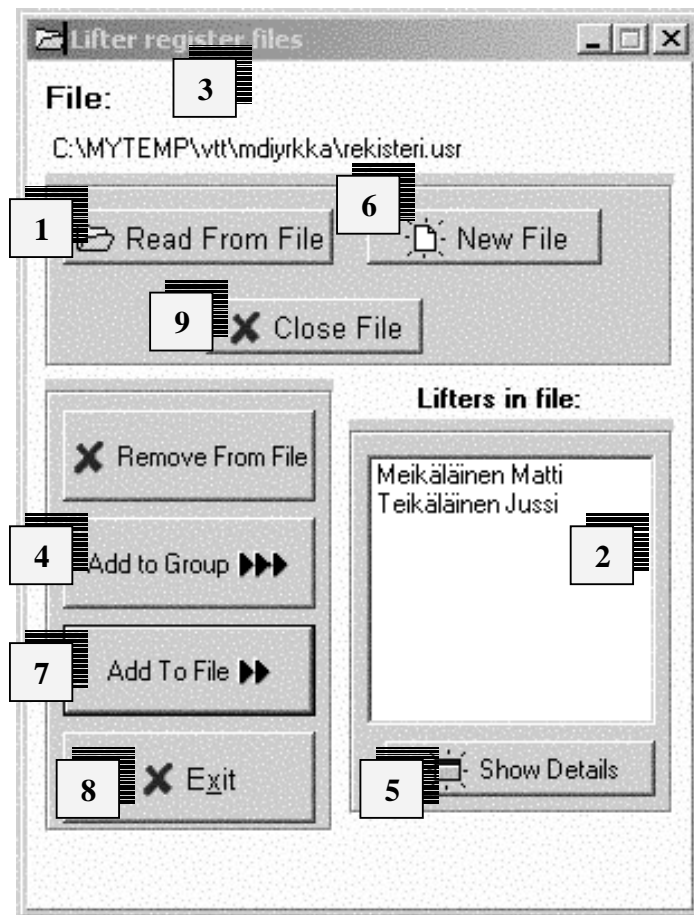 Lifter register files
3
File:
C:\MYTEMP\vtt\mdiyrkka\rekisteri.usr
1
Read From File
6
New File
9
Close File
Lifters in file:
Remove From File
Meikäläinen Matti
Teikäläinen Jussi
4
Add to Group
2
7
Add To File
8
Exit
5
Show Details